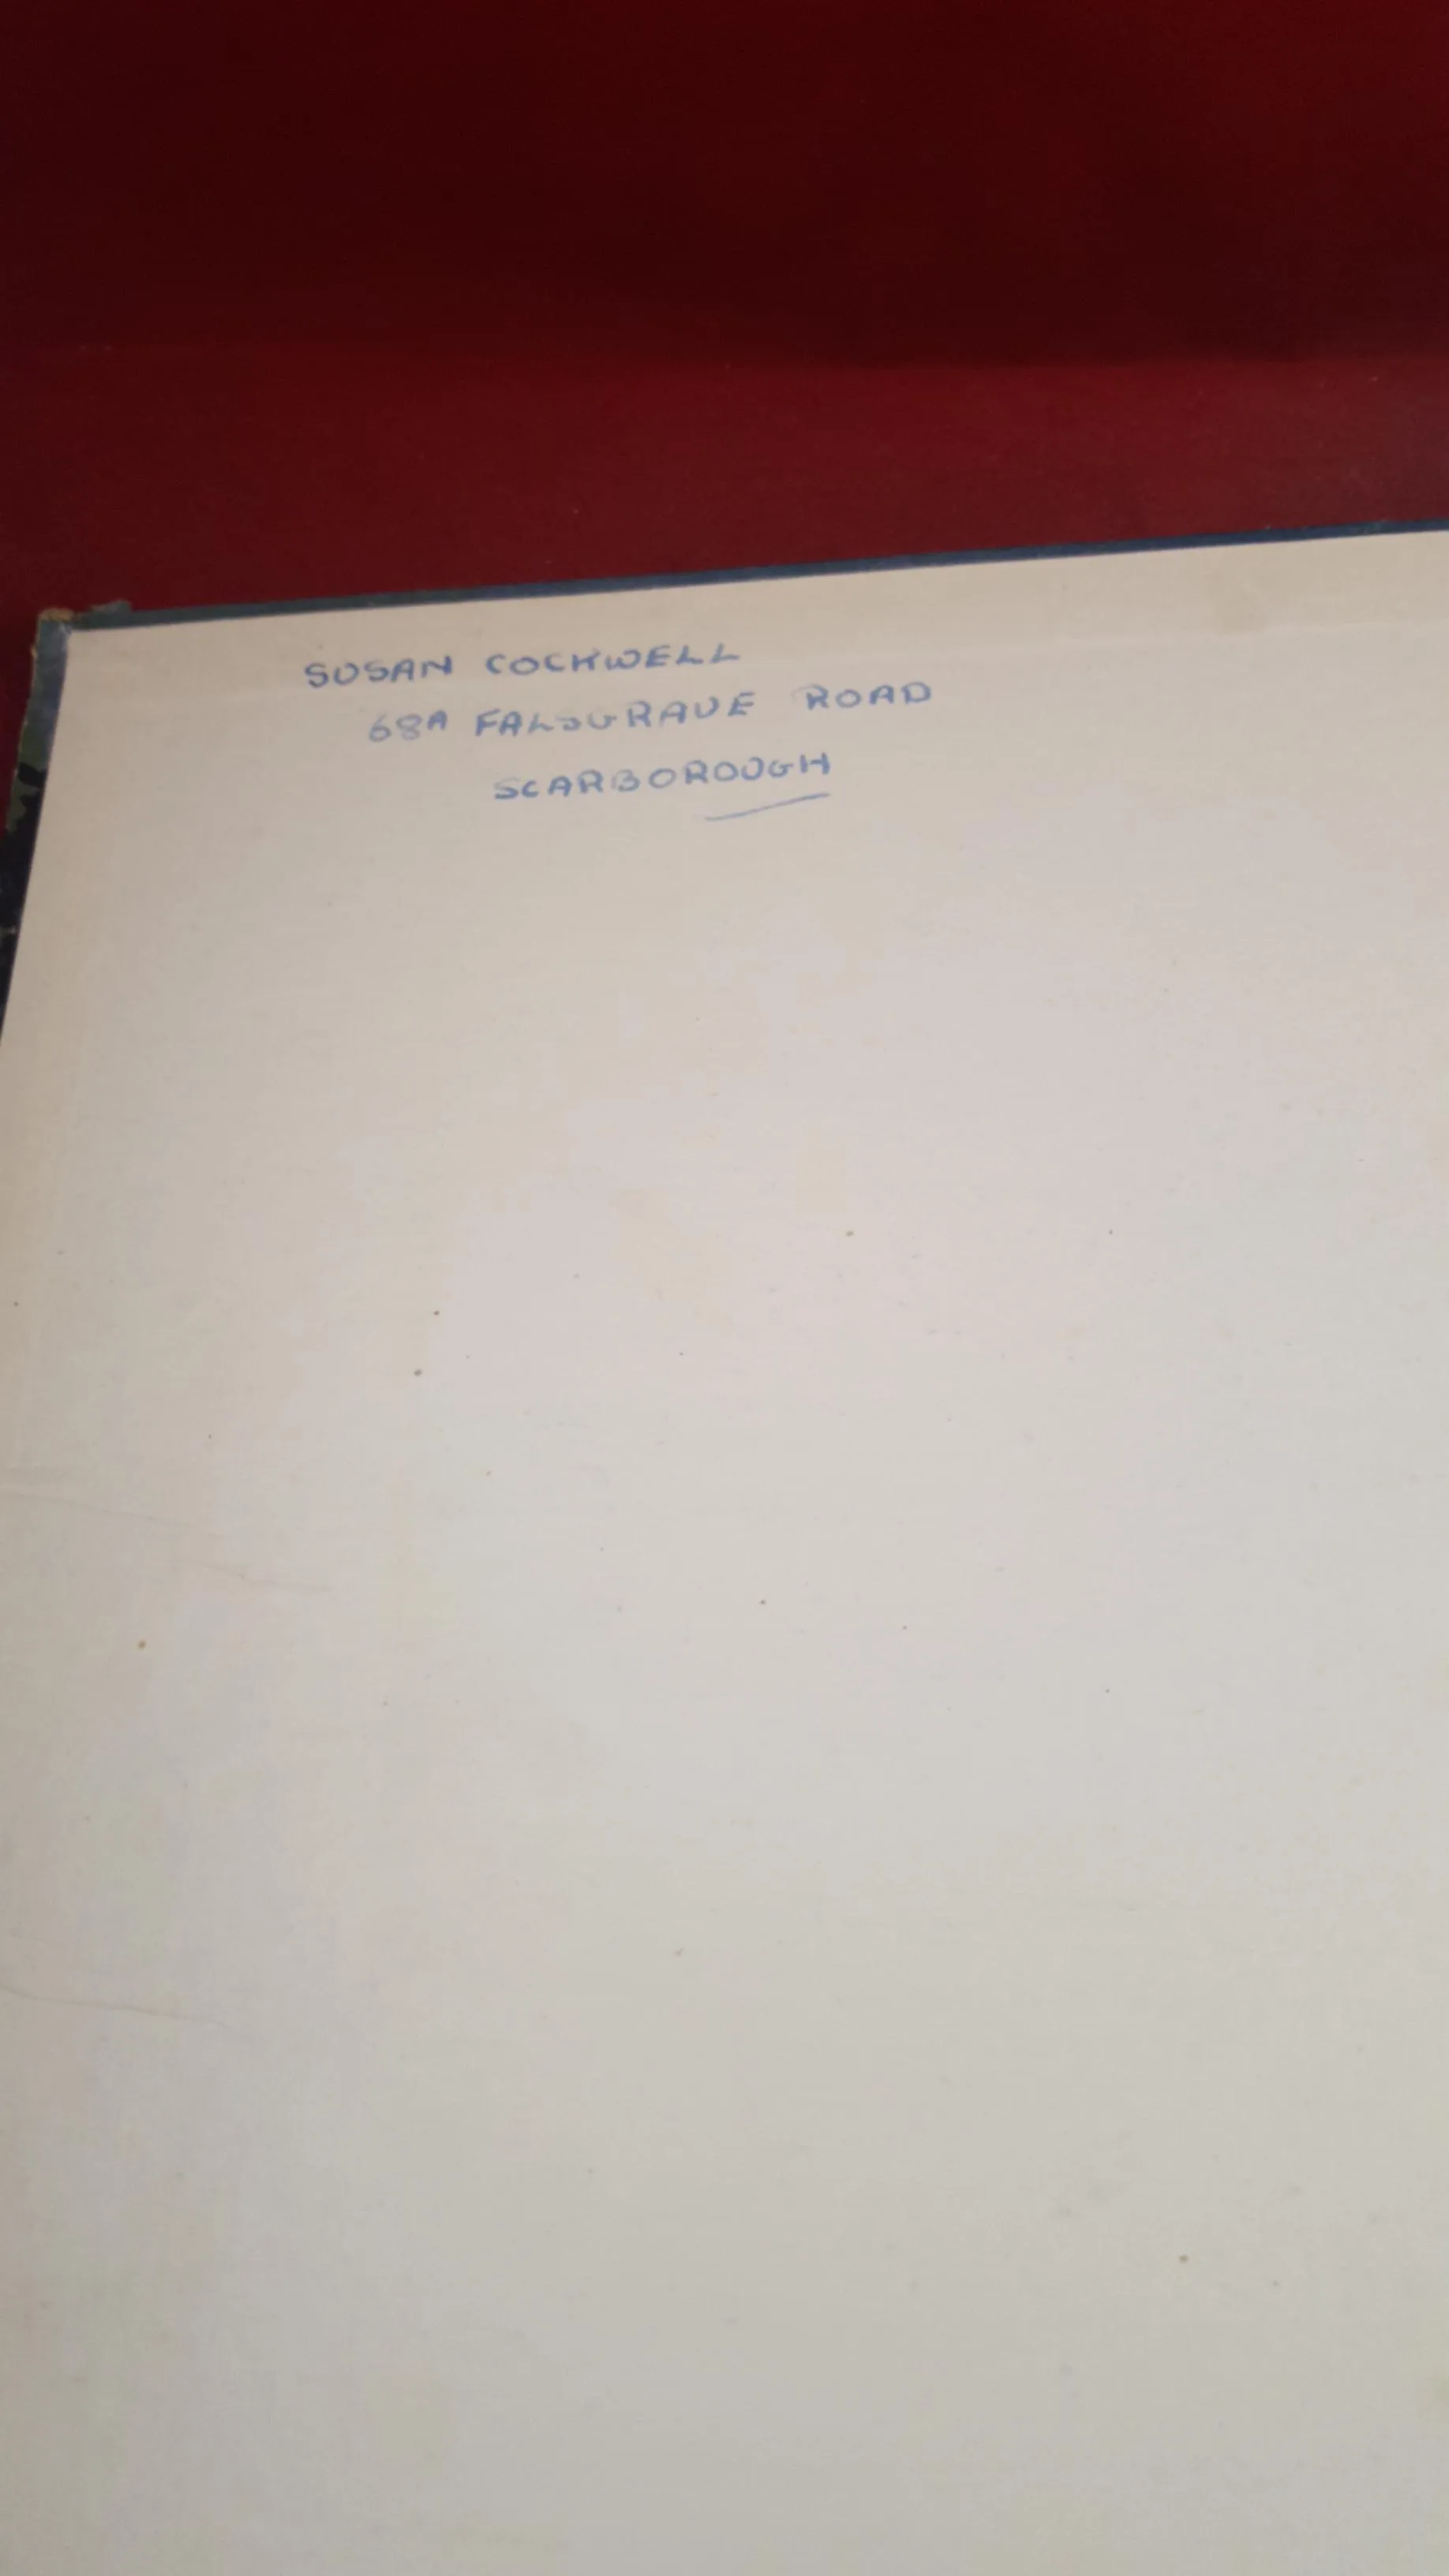 SUSAN COCKWELL
68A FALSGRAVE ROAD
SCARBOROUGH